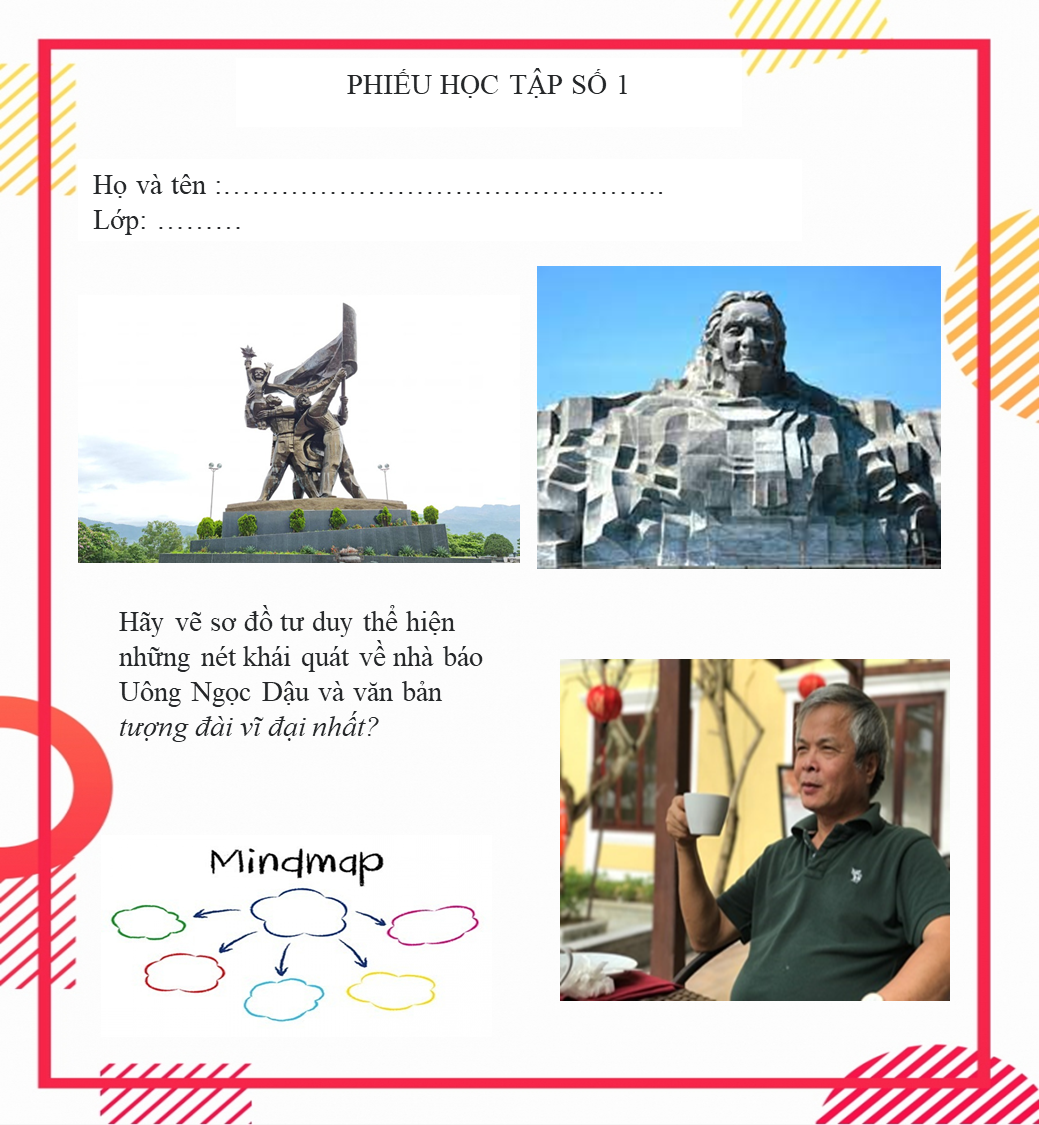 PHIẾU HỌC TẬP SỐ 1
Họ và tên :……………………………………….
Lớp: ………
Hãy vẽ sơ đồ tư duy thể hiện
những nét khái quát về nhà báo
Uông Ngọc Dậu và văn bản
tượng đài vĩ đại nhất?
Mindmap